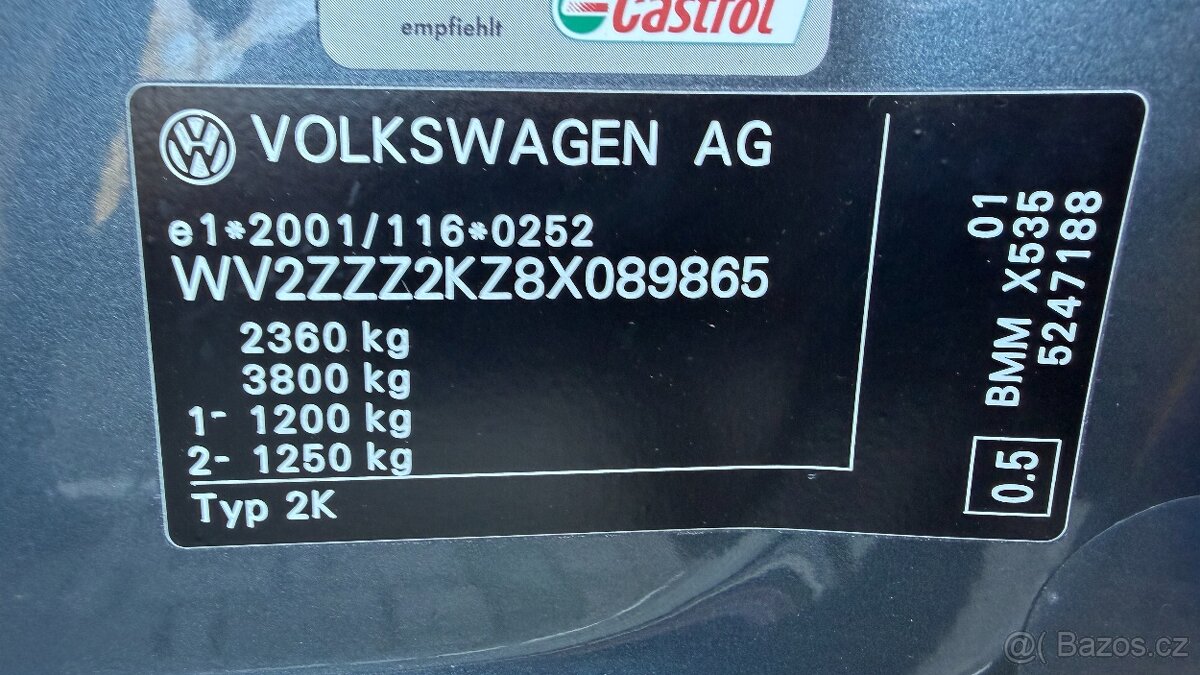 empfiehlt
Castrol
VOLKSWAGEN AG
e1*2001/116*0252
WV2ZZZ2KZ8X089865
2360 kg
3800 kg
1- 1200 kg
2- 1250 kg
Typ 2K
01
BMM X535
5247188
0.5
@( Bazos.cz